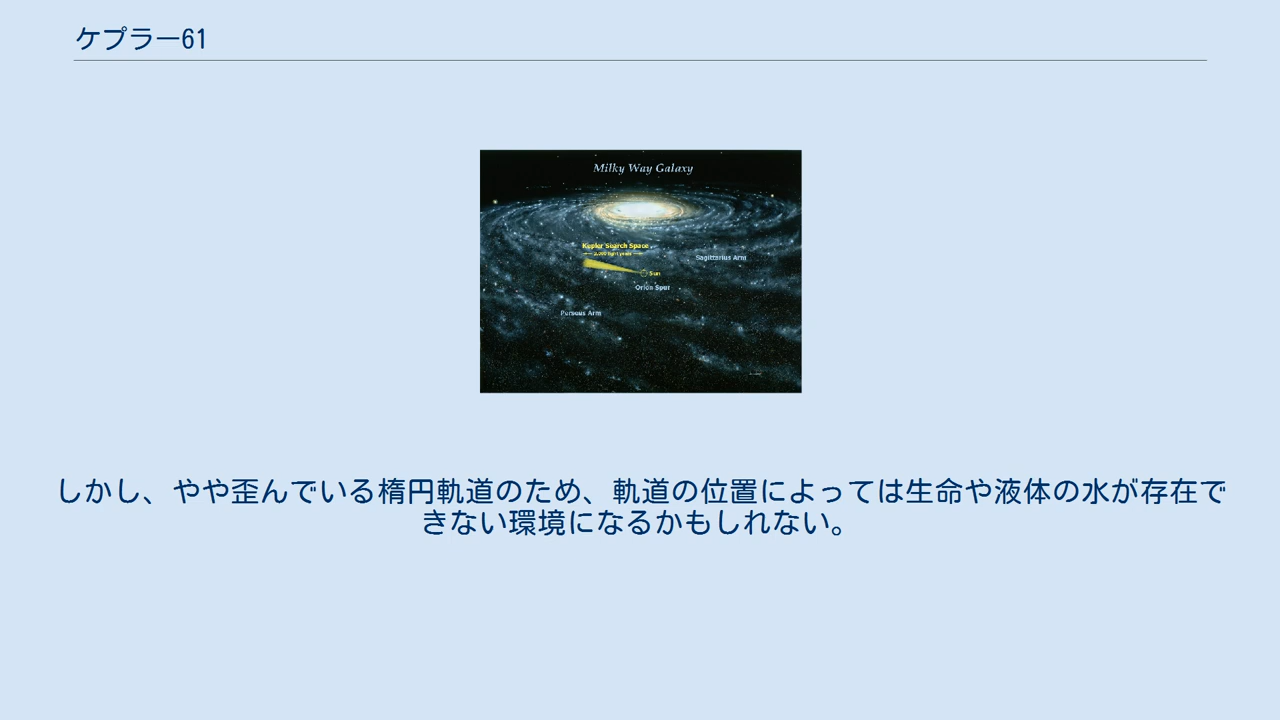 ケプラー61
Milky Way Galaxy
Kepler Search Space
Sagittarius Arm
Sun
Orion Spur
Perseus Arm
しかし、やや歪んでいる楕円軌道のため、軌道の位置によっては生命や液体の水が存在で
きない環境になるかもしれない。